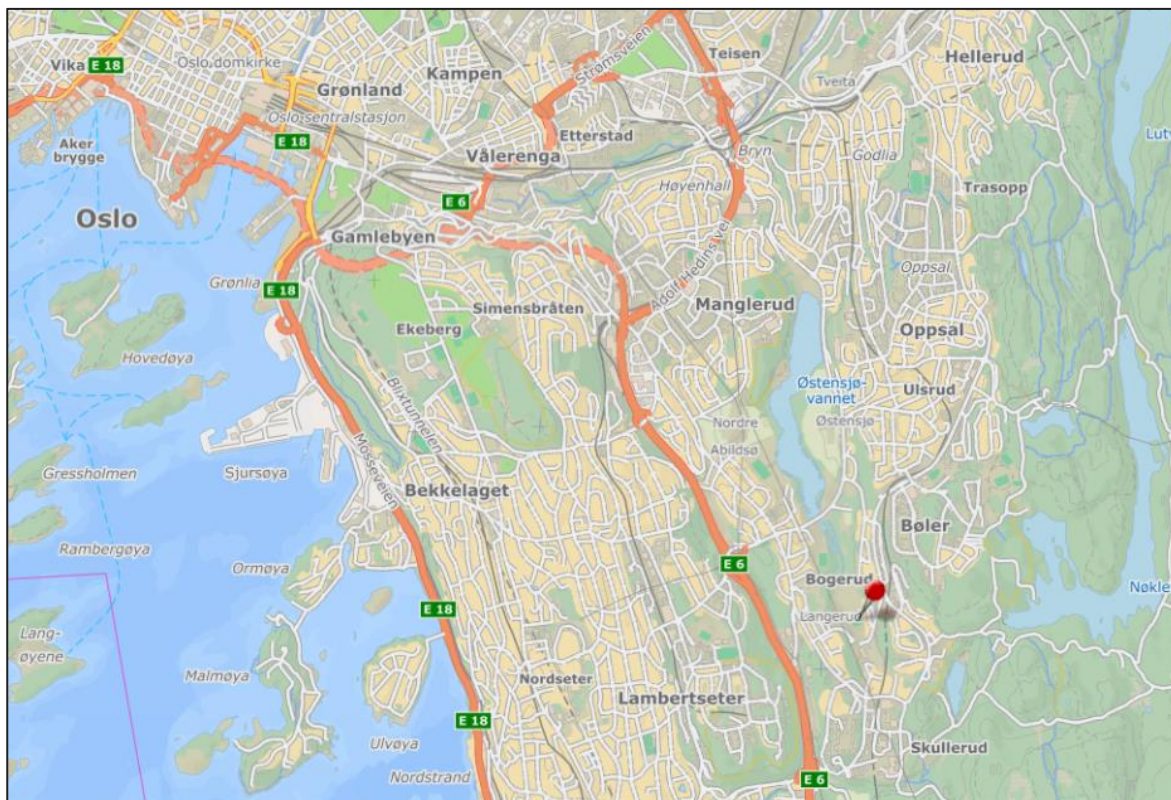 Vika
E 18
Oslo domkirke
Kampen
Strømsveien
Teisen
Hellerud
Tveita
Grønland
Oslo sentralstasjon
Aker
brygge
E 18
Etterstad
Vålerenga
Bryn
Godlia
Høyenhall
Trasopp
E 6
Oslo
Gamlebyen
Grønlia
E 18
Simensbråten
Manglerud
Oppsal
Oppsal
Ekeberg
Hovedøya
Østensjø-
vannet
Ulsrud
Blixtunnelen
Nordre
Abildsø
Østensjø
Mosseveien
Gressholmen
Sjursøya
Bekkelaget
Bøler
Rambergøya
Ormøya
E 6
Bogerud
E 18
Langerud
Lang-
øyene
Malmøya
Nordseter
Lambertseter
E 18
Ulvøya
Skullerud
Nordstrand
E 6